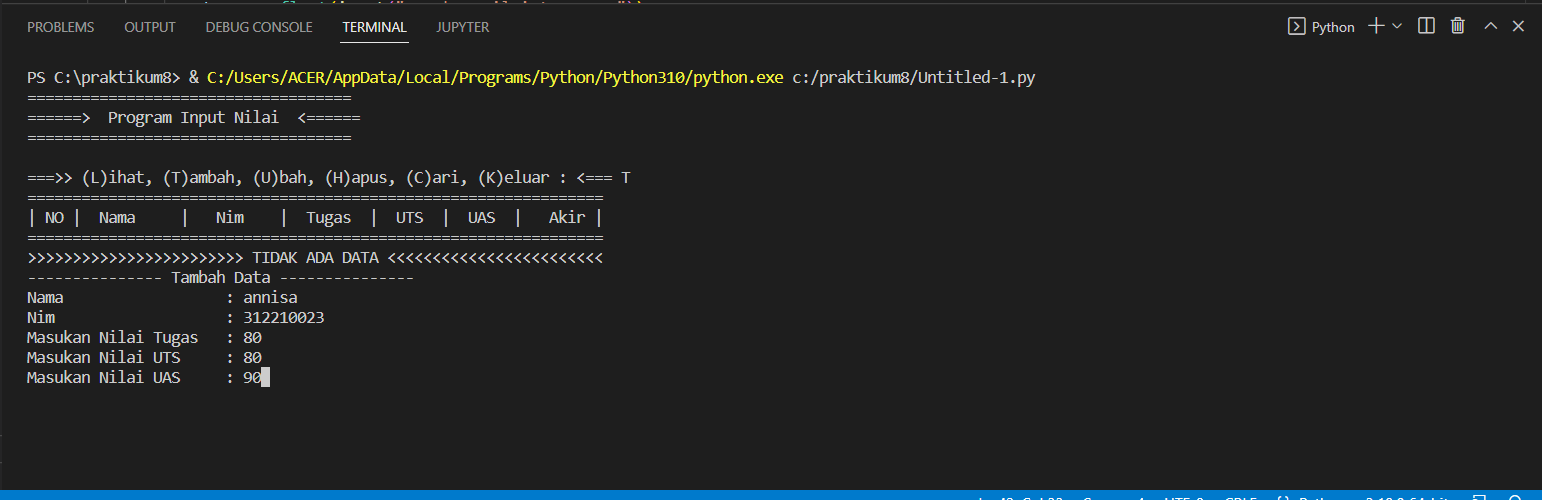 PROBLEMS OUTPUT DEBUG CONSOLE TERMINAL JUPYTER Python
PS C:\praktikum8> & C:/Users/ACER/AppData/Local/Programs/Python/Python310/python.exe c:/praktikum8/Untitled-1.py
====================================
======> Program Input Nilai <======
====================================
===>> (L)ihat, (T)ambah, (U)bah, (H)apus, (C)ari, (K)eluar : <=== T
================================================================
| NO | Nama | Nim | Tugas | UTS | UAS | Akir |
================================================================
>>>>>>>>>>>>>>>>>>>>>>>> TIDAK ADA DATA <<<<<<<<<<<<<<<<<<<<<<<<
--------------- Tambah Data ---------------
Nama : annisa
Nim : 312210023
Masukan Nilai Tugas : 80
Masukan Nilai UTS : 80
Masukan Nilai UAS : 90